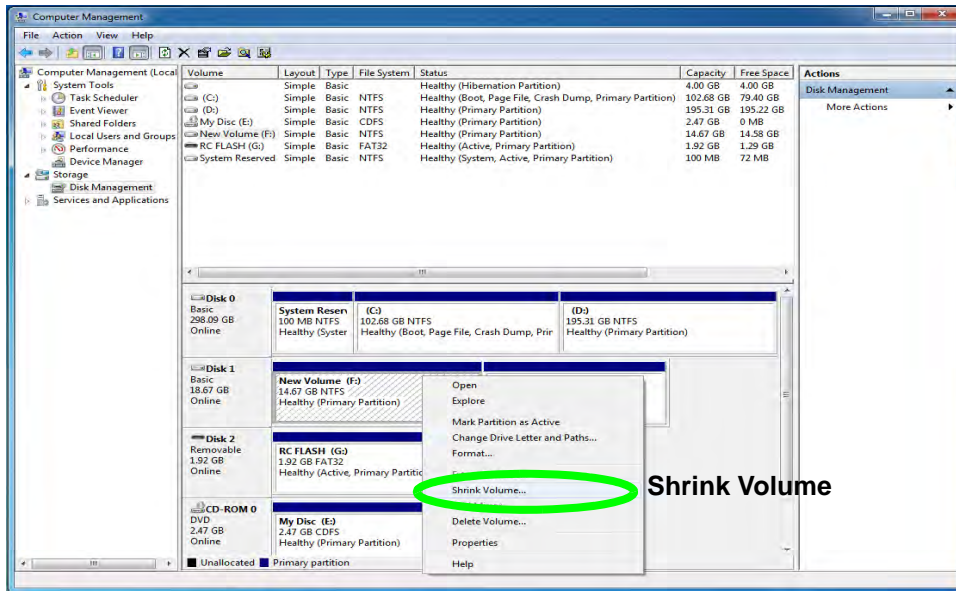 Computer Management
File Action View Help
Computer Management (Local
System Tools
Task Scheduler
Event Viewer
Shared Folders
Local Users and Groups
Performance
Device Manager
Storage
Disk Management
Services and Applications
Volume Layout Type File System Status Capacity Free Space
Simple Basic Healthy (Hibernation Partition) 4.00 GB 4.00 GB
(C:) Simple Basic NTFS Healthy (Boot, Page File, Crash Dump, Primary Partition) 102.68 GB 79.40 GB
(D:) Simple Basic NTFS Healthy (Primary Partition) 195.31 GB 195.22 GB
My Disc (E:) Simple Basic CDFS Healthy (Primary Partition) 2.47 GB 0 MB
New Volume (F:) Simple Basic NTFS Healthy (Primary Partition) 14.67 GB 14.58 GB
RC FLASH (G:) Simple Basic FAT32 Healthy (Active, Primary Partition) 1.92 GB 1.29 GB
System Reserved Simple Basic NTFS Healthy (System, Active, Primary Partition) 100 MB 72 MB
Actions
Disk Management
More Actions
Disk 0
Basic
298.09 GB
Online
System Reserv
100 MB NTFS
Healthy (Syster
(C:)
102.68 GB NTFS
Healthy (Boot, Page File, Crash Dump, Prir
(D:)
195.31 GB NTFS
Healthy (Primary Partition)
Disk 1
Basic
18.67 GB
Online
New Volume (F:)
14.67 GB NTFS
Healthy (Primary Partition)
Disk 2
Removable
1.92 GB
Online
RC FLASH (G:)
1.92 GB FAT32
Healthy (Active, Primary Partitic
CD-ROM 0
DVD
2.47 GB
Online
My Disc (E:)
2.47 GB CDFS
Healthy (Primary Partition)
Unallocated Primary partition
Open
Explore
Mark Partition as Active
Change Drive Letter and Paths...
Format...
Shrink Volume...
Delete Volume...
Properties
Help
Shrink Volume